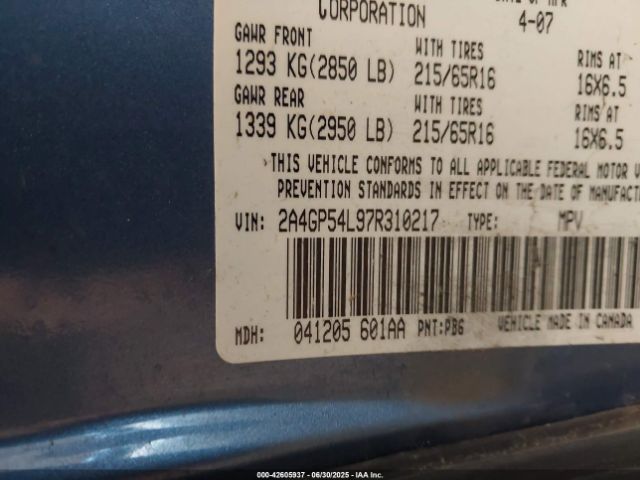 CORPORATION 4-07
GAWR FRONT WITH TIRES RIMS AT
1293 KG(2850 LB) 215/65R16 16X6.5
GAWR REAR WITH TIRES RIMS AT
1339 KG(2950 LB) 215/65R16 16X6.5
THIS VEHICLE CONFORMS TO ALL APPLICABLE FEDERAL MOTOR V
PREVENTION STANDARDS IN EFFECT ON THE DATE OF MANUFACT
VIN: 2A4GP54L97R310217 TYPE: MPV
MDH: 041205 601AA PNT:PB6 VEHICLE MADE IN CANADA
000-42605937 - 06/30/2025 - IAA Inc.